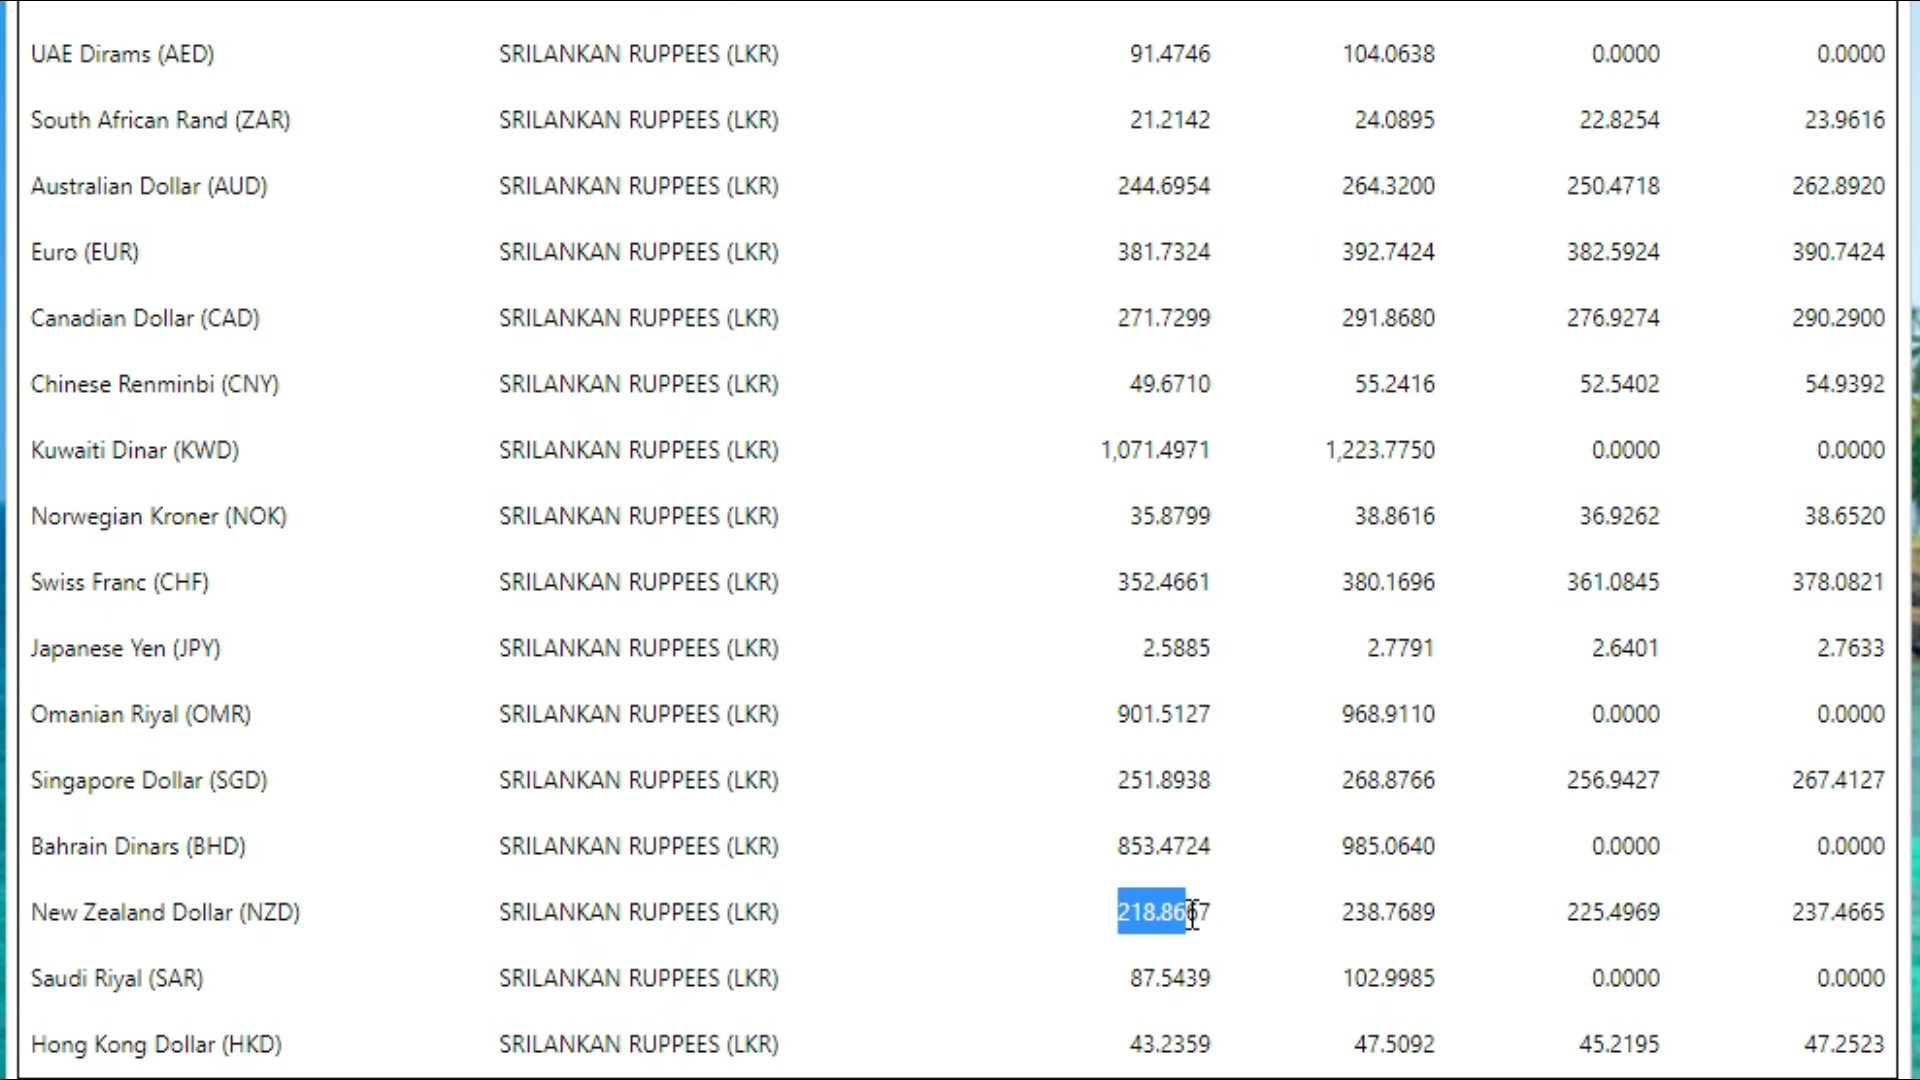 UAE Dirams (AED) SRILANKAN RUPPEES (LKR) 91.4746 104.0638 0.0000 0.0000
South African Rand (ZAR) SRILANKAN RUPPEES (LKR) 21.2142 24.0895 22.8254 23.9616
Australian Dollar (AUD) SRILANKAN RUPPEES (LKR) 244.6954 264.3200 250.4718 262.8920
Euro (EUR) SRILANKAN RUPPEES (LKR) 381.7324 392.7424 382.5924 390.7424
Canadian Dollar (CAD) SRILANKAN RUPPEES (LKR) 271.7299 291.8680 276.9274 290.2900
Chinese Renminbi (CNY) SRILANKAN RUPPEES (LKR) 49.6710 55.2416 52.5402 54.9392
Kuwaiti Dinar (KWD) SRILANKAN RUPPEES (LKR) 1,071.4971 1,223.7750 0.0000 0.0000
Norwegian Kroner (NOK) SRILANKAN RUPPEES (LKR) 35.8799 38.8616 36.9262 38.6520
Swiss Franc (CHF) SRILANKAN RUPPEES (LKR) 352.4661 380.1696 361.0845 378.0821
Japanese Yen (JPY) SRILANKAN RUPPEES (LKR) 2.5885 2.7791 2.6401 2.7633
Omanian Riyal (OMR) SRILANKAN RUPPEES (LKR) 901.5127 968.9110 0.0000 0.0000
Singapore Dollar (SGD) SRILANKAN RUPPEES (LKR) 251.8938 268.8766 256.9427 267.4127
Bahrain Dinars (BHD) SRILANKAN RUPPEES (LKR) 853.4724 985.0640 0.0000 0.0000
New Zealand Dollar (NZD) SRILANKAN RUPPEES (LKR) 218.8667 238.7689 225.4969 237.4665
Saudi Riyal (SAR) SRILANKAN RUPPEES (LKR) 87.5439 102.9985 0.0000 0.0000
Hong Kong Dollar (HKD) SRILANKAN RUPPEES (LKR) 43.2359 47.5092 45.2195 47.2523